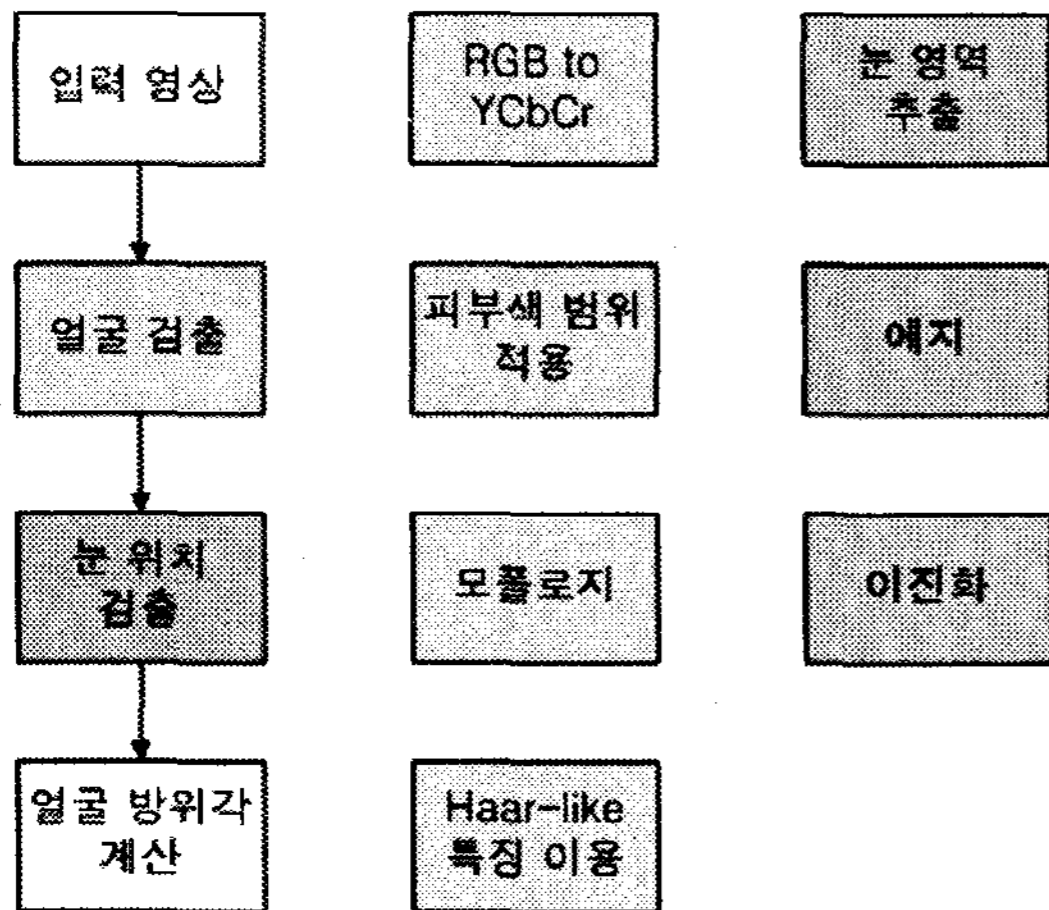 입력 영상
얼굴 검출
눈 위치
검출
얼굴 방위각
계산
RGB to
YCbCr
피부색 범위
적용
모폴로지
Haar-like
특징 이용
눈 영역
추출
에지
이진화